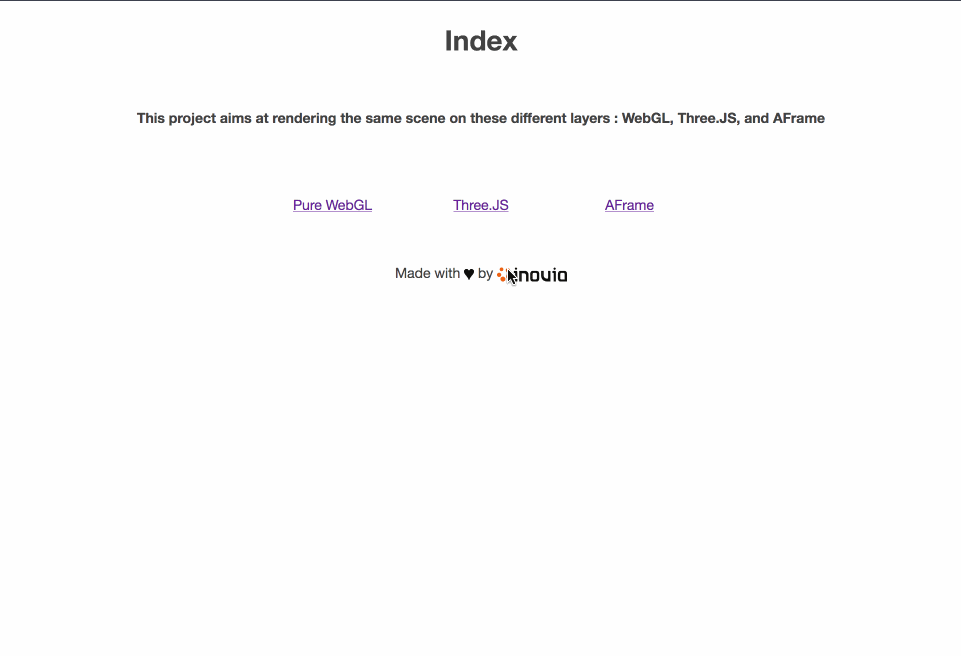 Index
This project aims at rendering the same scene on these different layers : WebGL, Three.JS, and AFrame
Pure WebGL Three.JS AFrame
Made with ♥ by inovia